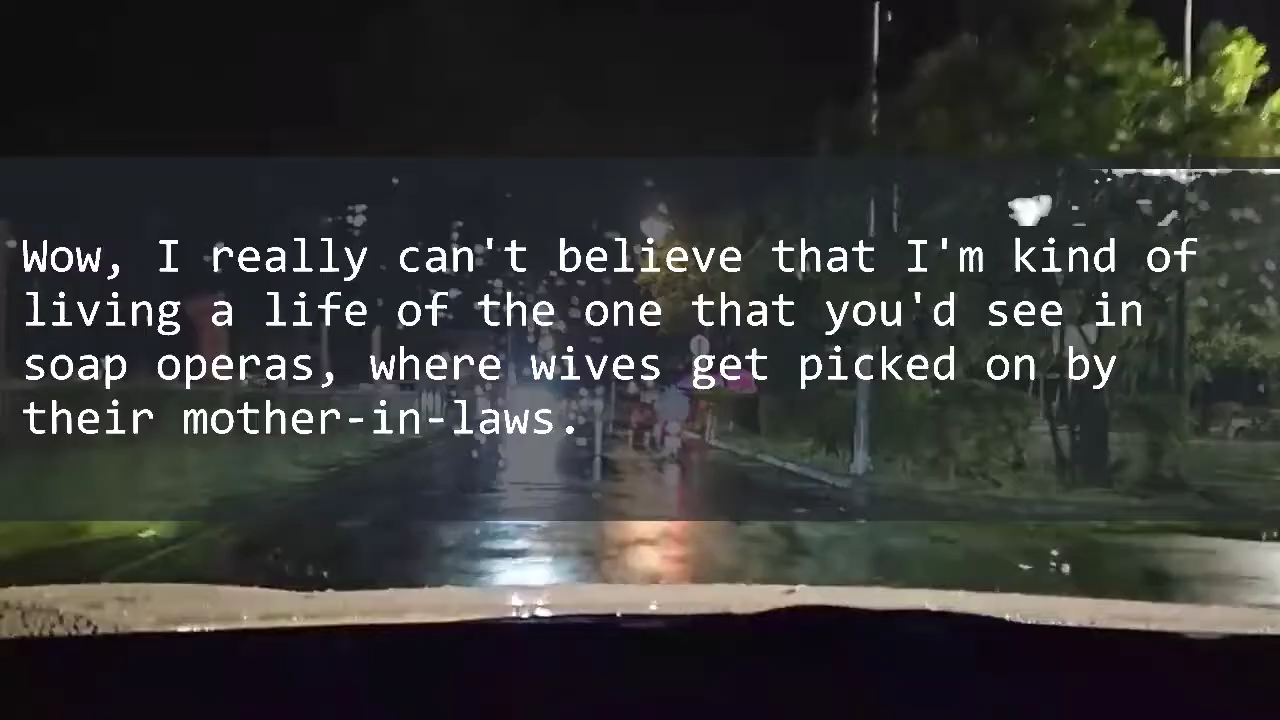 Wow, I really can't believe that I'm kind of
living a life of the one that you'd see in
soap operas, where wives get picked on by
their mother-in-laws.